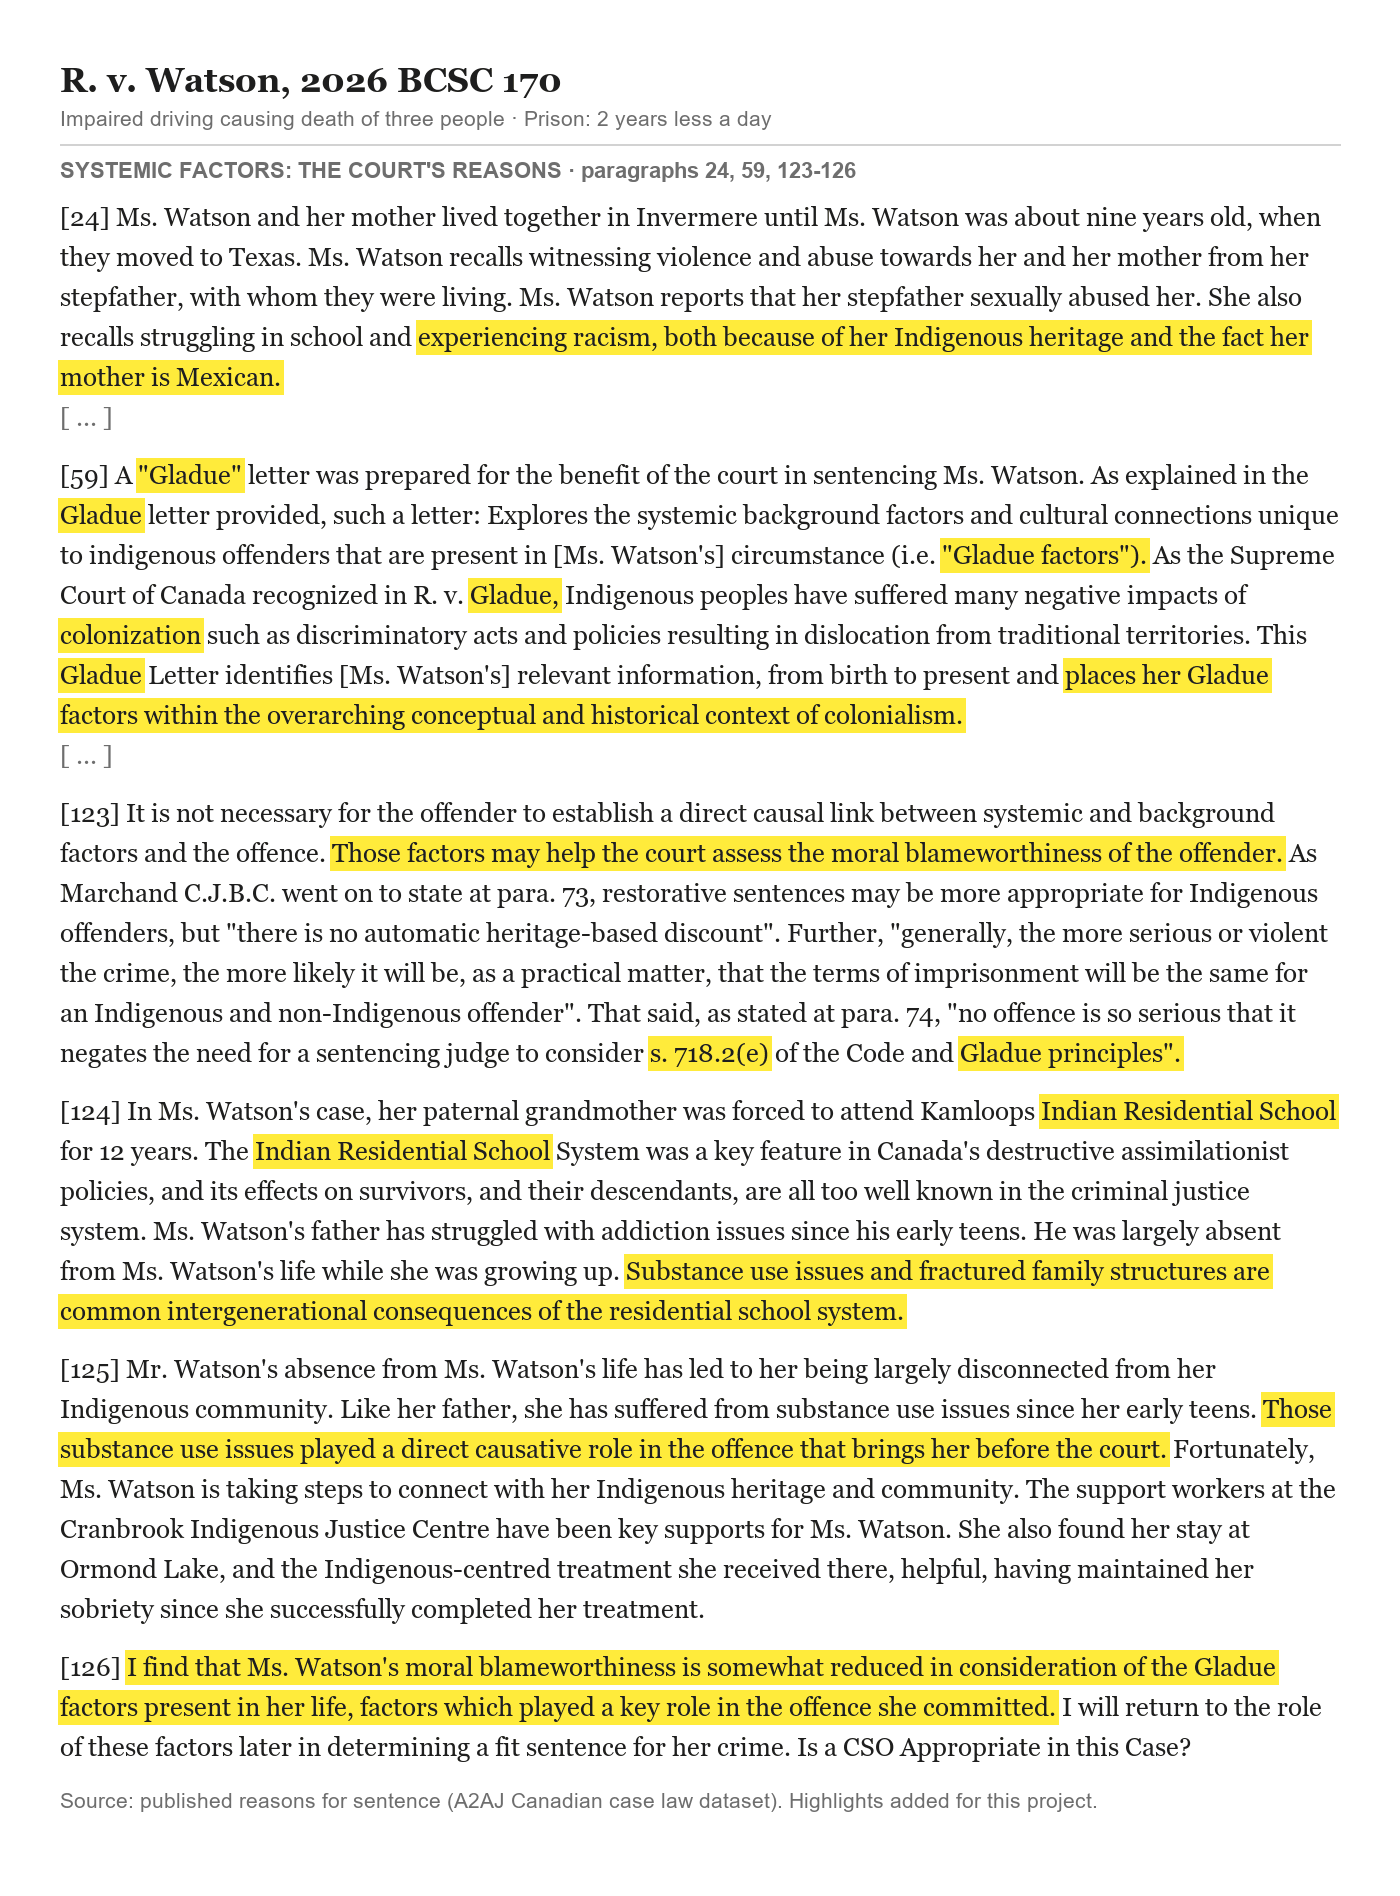 R. v. Watson, 2026 BCSC 170
Impaired driving causing death of three people · Prison: 2 years less a day
SYSTEMIC FACTORS: THE COURT'S REASONS · paragraphs 24, 59, 123-126
[24] Ms. Watson and her mother lived together in Invermere until Ms. Watson was about nine years old, when
they moved to Texas. Ms. Watson recalls witnessing violence and abuse towards her and her mother from her
stepfather, with whom they were living. Ms. Watson reports that her stepfather sexually abused her. She also
recalls struggling in school and experiencing racism, both because of her Indigenous heritage and the fact her
mother is Mexican.
[ ... ]
[59] A "Gladue" letter was prepared for the benefit of the court in sentencing Ms. Watson. As explained in the
Gladue letter provided, such a letter: Explores the systemic background factors and cultural connections unique
to indigenous offenders that are present in [Ms. Watson's] circumstance (i.e. "Gladue factors"). As the Supreme
Court of Canada recognized in R. v. Gladue, Indigenous peoples have suffered many negative impacts of
colonization such as discriminatory acts and policies resulting in dislocation from traditional territories. This
Gladue Letter identifies [Ms. Watson's] relevant information, from birth to present and places her Gladue
factors within the overarching conceptual and historical context of colonialism.
[ ... ]
[123] It is not necessary for the offender to establish a direct causal link between systemic and background
factors and the offence. Those factors may help the court assess the moral blameworthiness of the offender. As
Marchand C.J.B.C. went on to state at para. 73, restorative sentences may be more appropriate for Indigenous
offenders, but "there is no automatic heritage-based discount". Further, "generally, the more serious or violent
the crime, the more likely it will be, as a practical matter, that the terms of imprisonment will be the same for
an Indigenous and non-Indigenous offender". That said, as stated at para. 74, "no offence is so serious that it
negates the need for a sentencing judge to consider s. 718.2(e) of the Code and Gladue principles".
[124] In Ms. Watson's case, her paternal grandmother was forced to attend Kamloops Indian Residential School
for 12 years. The Indian Residential School System was a key feature in Canada's destructive assimilationist
policies, and its effects on survivors, and their descendants, are all too well known in the criminal justice
system. Ms. Watson's father has struggled with addiction issues since his early teens. He was largely absent
from Ms. Watson's life while she was growing up. Substance use issues and fractured family structures are
common intergenerational consequences of the residential school system.
[125] Mr. Watson's absence from Ms. Watson's life has led to her being largely disconnected from her
Indigenous community. Like her father, she has suffered from substance use issues since her early teens. Those
substance use issues played a direct causative role in the offence that brings her before the court. Fortunately,
Ms. Watson is taking steps to connect with her Indigenous heritage and community. The support workers at the
Cranbrook Indigenous Justice Centre have been key supports for Ms. Watson. She also found her stay at
Ormond Lake, and the Indigenous-centred treatment she received there, helpful, having maintained her
sobriety since she successfully completed her treatment.
[126] I find that Ms. Watson's moral blameworthiness is somewhat reduced in consideration of the Gladue
factors present in her life, factors which played a key role in the offence she committed. I will return to the role
of these factors later in determining a fit sentence for her crime. Is a CSO Appropriate in this Case?
Source: published reasons for sentence (A2AJ Canadian case law dataset). Highlights added for this project.